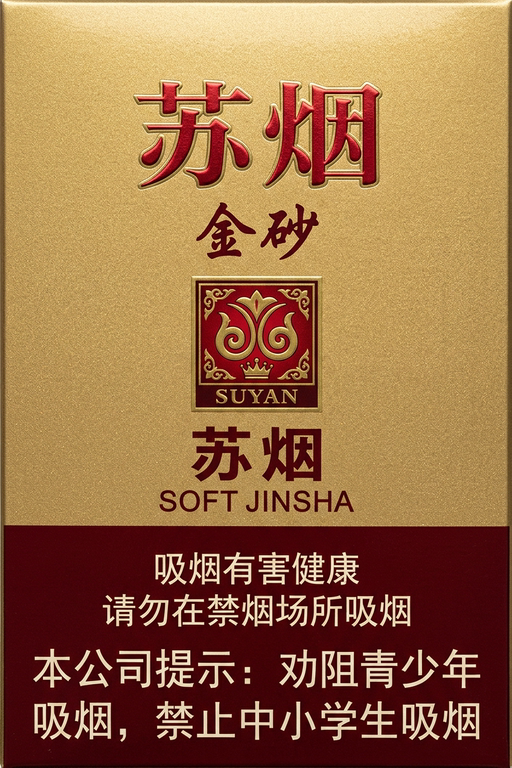 苏烟
金砂
SUYAN
苏烟
SOFT JINSHA
吸烟有害健康
请勿在禁烟场所吸烟
本公司提示：劝阻青少年
吸烟，禁止中小学生吸烟